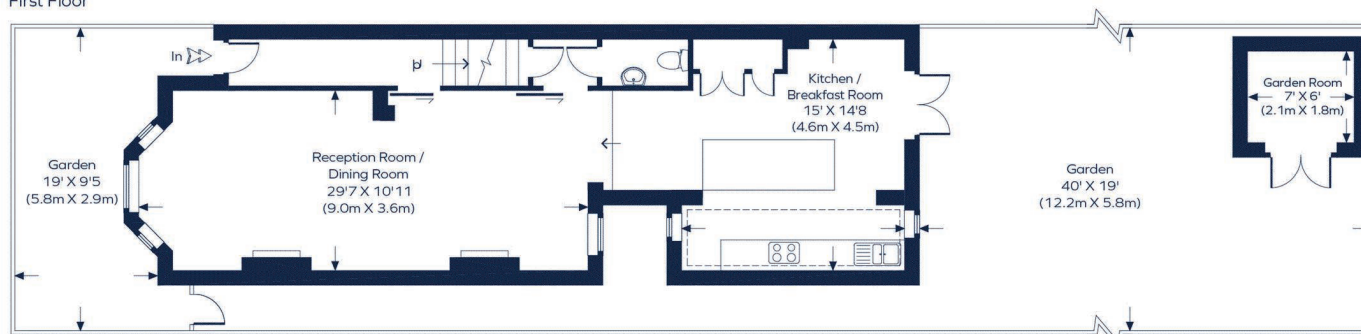 First Floor
In
Garden
19' X 9'5
(5.8m X 2.9m)
Reception Room /
Dining Room
29'7 X 10'11
(9.0m X 3.6m)
Kitchen /
Breakfast Room
15' X 14'8
(4.6m X 4.5m)
Garden
40' X 19'
(12.2m X 5.8m)
Garden Room
7' X 6'
(2.1m X 1.8m)